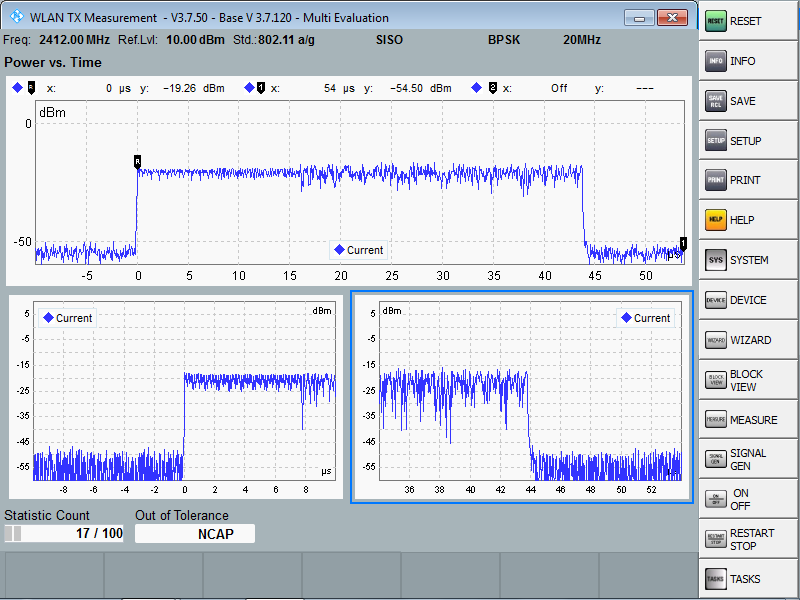 WLAN TX Measurement - V3.7.50 - Base V 3.7.120 - Multi Evaluation
Freq: 2412.00 MHz Ref.Lvl: 10.00 dBm Std.: 802.11 a/g SISO BPSK 20MHz
Power vs. Time
R x: 0 µs y: -19.26 dBm 1 x: 54 µs y: -54.50 dBm 2 x: Off y: ---
dBm
0
R
-50
Current
1
µs
-5 0 5 10 15 20 25 30 35 40 45 50
5
-5
-15
-25
-35
-45
-55
Current
dBm
µs
-8 -6 -4 -2 0 2 4 6 8
5
-5
-15
-25
-35
-45
-55
dBm
Current
36 38 40 42 44 46 48 50 52
Statistic Count
17 / 100
Out of Tolerance
NCAP
RESET RESET
INFO INFO
SAVE RCL SAVE
SETUP SETUP
PRINT PRINT
HELP HELP
SYS SYSTEM
DEVICE DEVICE
WIZARD WIZARD
BLOCK VIEW BLOCK
VIEW
MEASURE MEASURE
SIGNAL GEN SIGNAL
GEN
ON OFF ON
OFF
RESTART STOP RESTART
STOP
TASKS TASKS